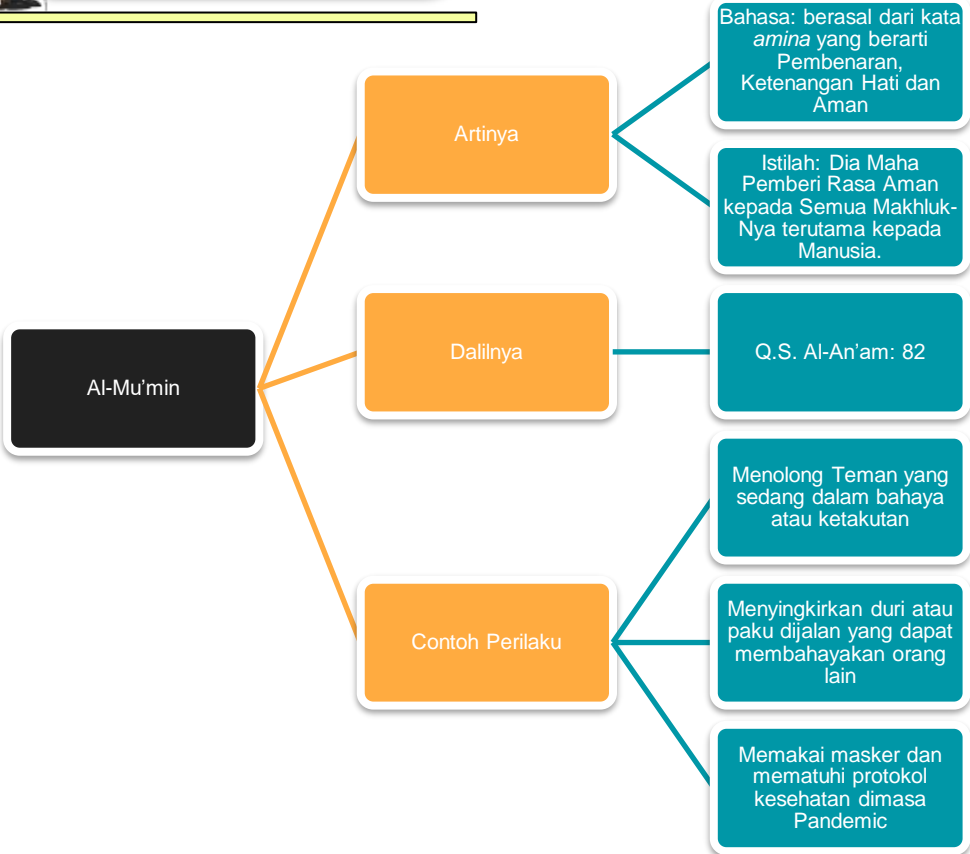 Al-Mu’min
Artinya
Bahasa: berasal dari kata
amina yang berarti
Pembenaran,
Ketenangan Hati dan
Aman
Istilah: Dia Maha
Pemberi Rasa Aman
kepada Semua Makhluk-
Nya terutama kepada
Manusia.
Dalilnya
Q.S. Al-An’am: 82
Contoh Perilaku
Menolong Teman yang
sedang dalam bahaya
atau ketakutan
Menyingkirkan duri atau
paku dijalan yang dapat
membahayakan orang
lain
Memakai masker dan
mematuhi protokol
kesehatan dimasa
Pandemic